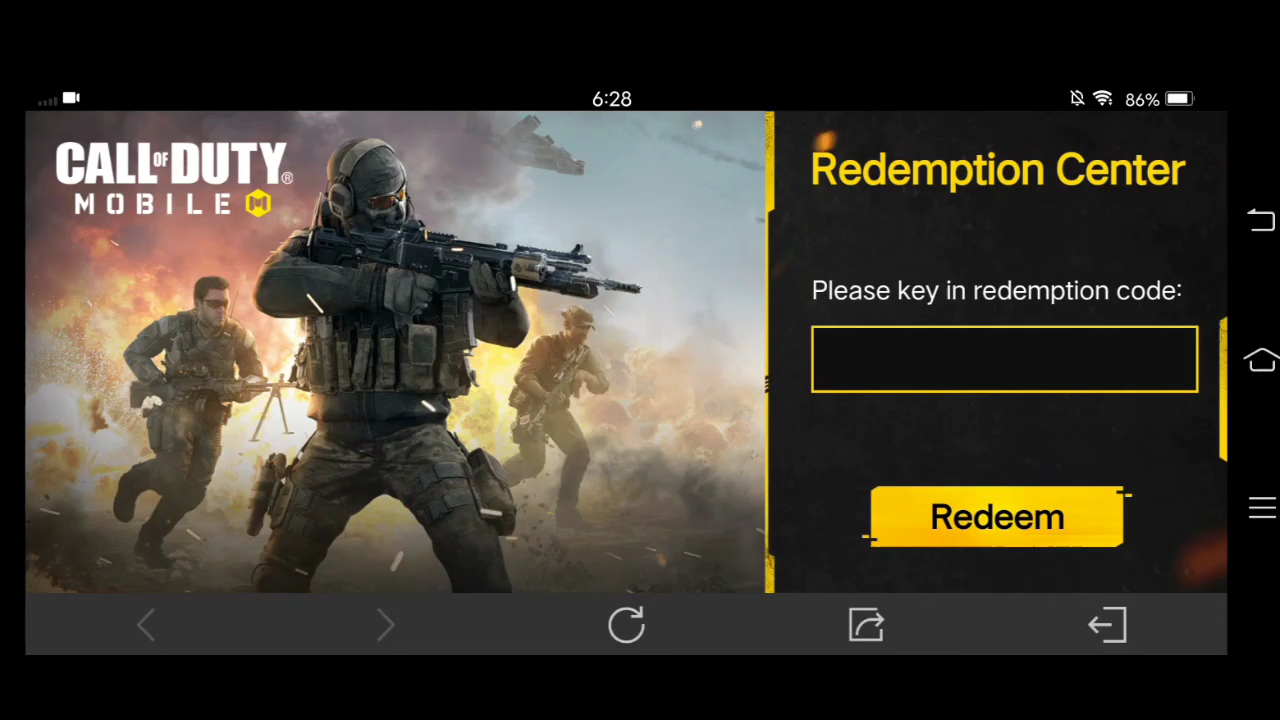 6:28
86%
CALL OF DUTY®
MOBILE
Redemption Center
Please key in redemption code:
Redeem